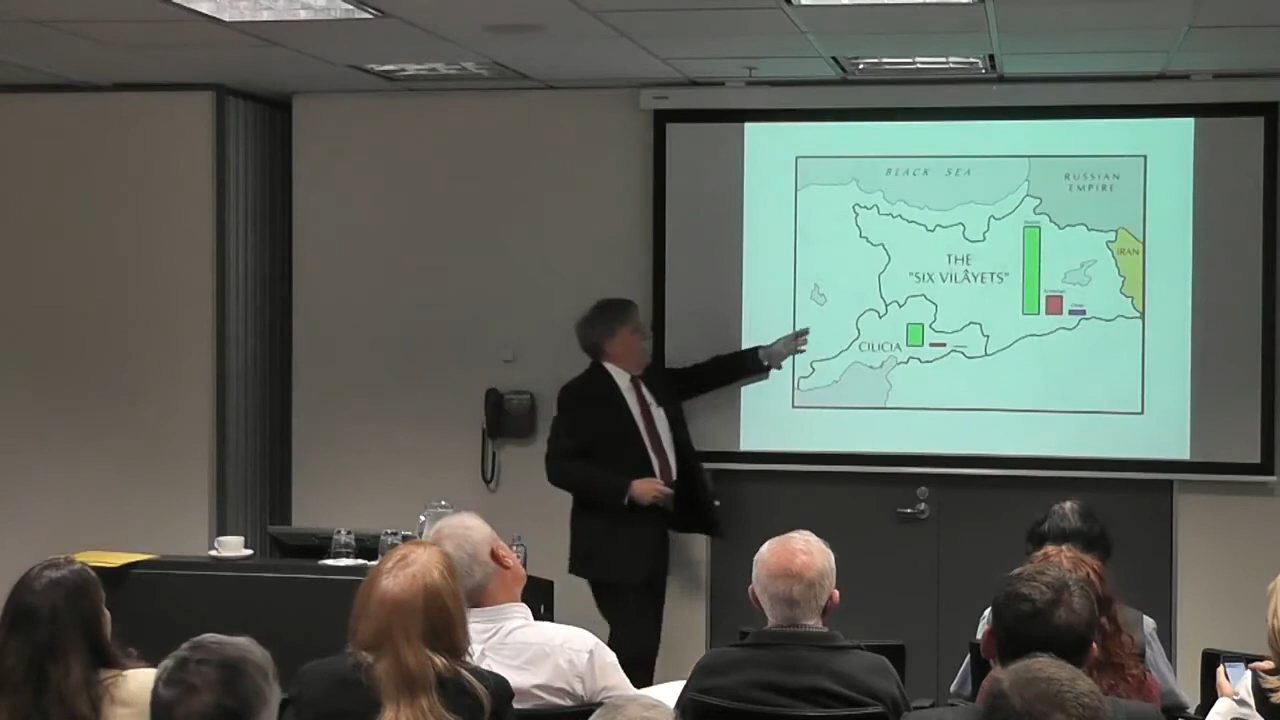 BLACK SEA
RUSSIAN
EMPIRE
IRAN
THE
"SIX VILÂYETS"
CILICIA